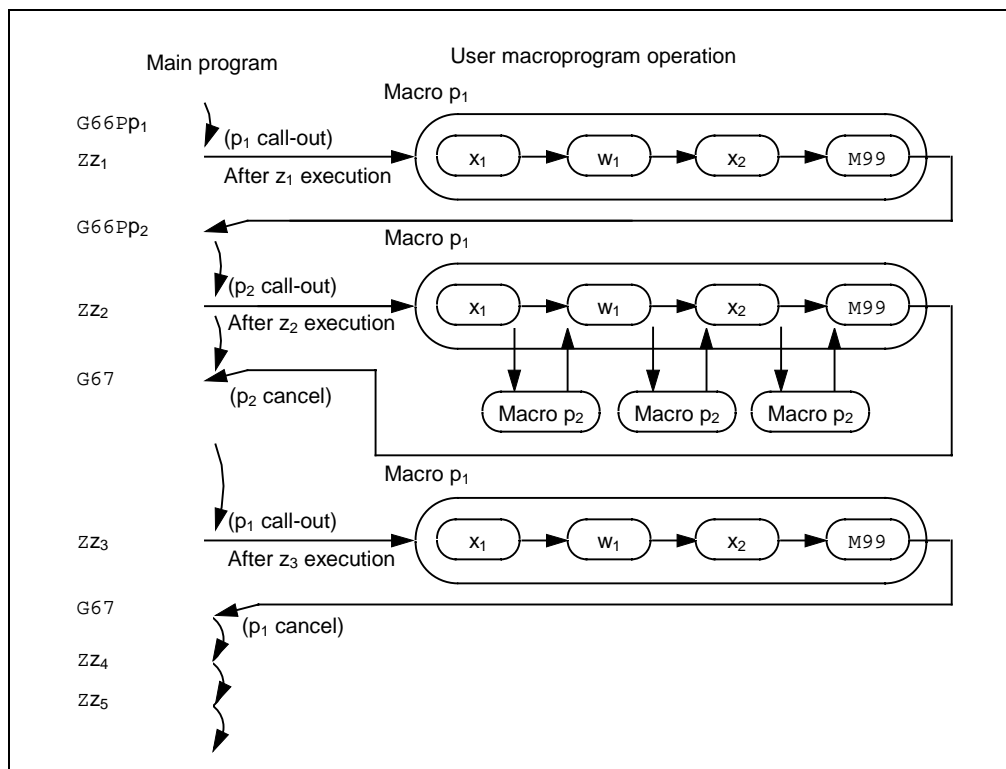 Main program
User macroprogram operation
Macro p₁
G66Pp₁
(p₁ call-out)
Zz₁
x₁
w₁
x₂
M99
After z₁ execution
G66Pp₂
Macro p₁
(p₂ call-out)
Zz₂
x₁
w₁
x₂
M99
After z₂ execution
G67
(p₂ cancel)
Macro p₂
Macro p₂
Macro p₂
Macro p₁
(p₁ call-out)
Zz₃
x₁
w₁
x₂
M99
After z₃ execution
G67
(p₁ cancel)
Zz₄
Zz₅